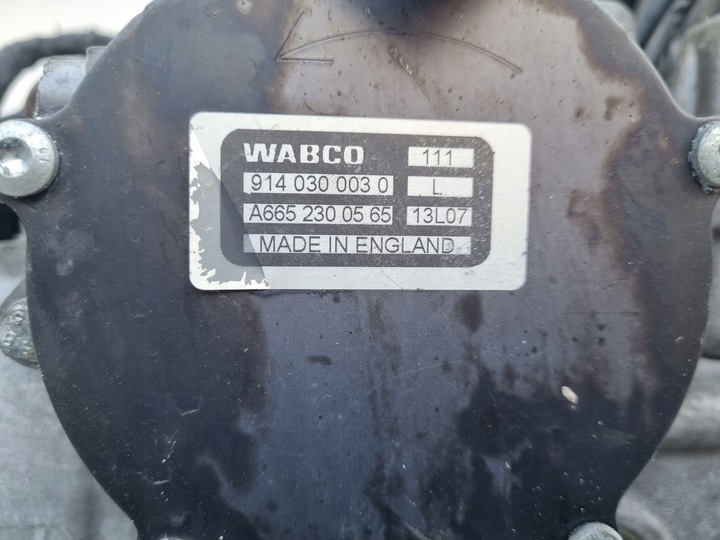 WABCO 111
914 030 003 0 L
A665 230 05 65 13L07
MADE IN ENGLAND